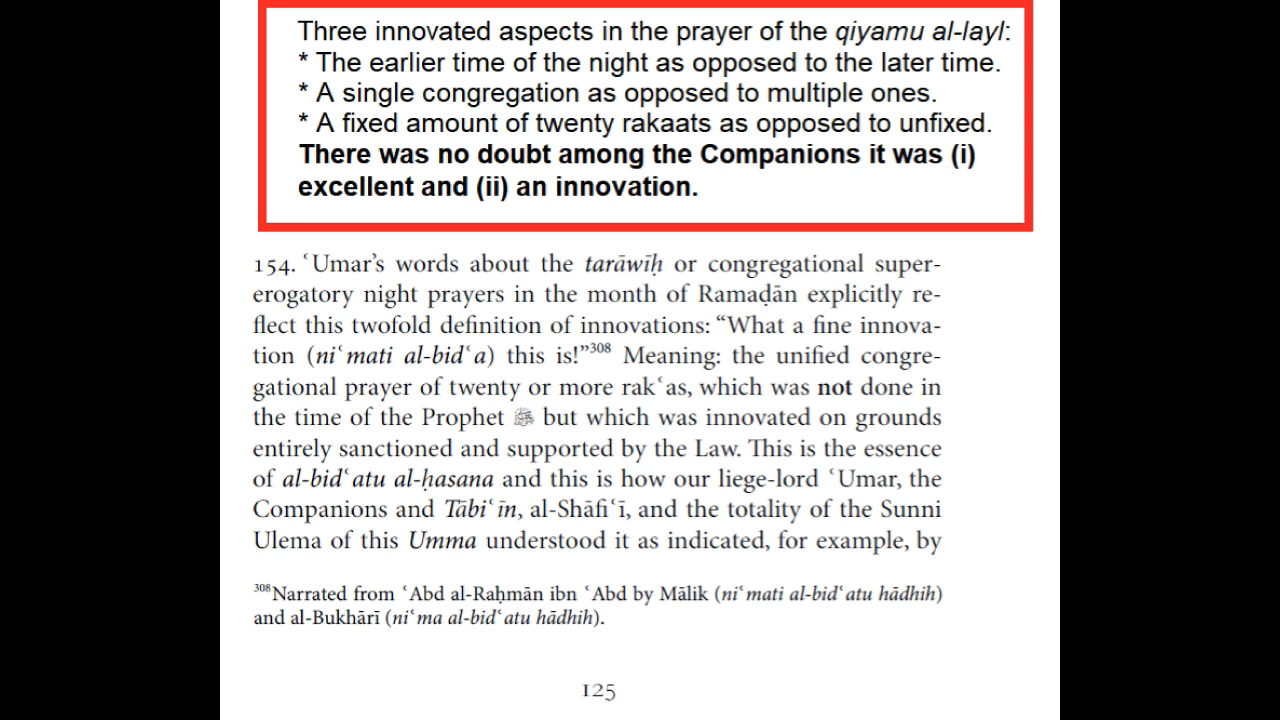 Three innovated aspects in the prayer of the qiyamu al-layl:
* The earlier time of the night as opposed to the later time.
* A single congregation as opposed to multiple ones.
* A fixed amount of twenty rakaats as opposed to unfixed.
There was no doubt among the Companions it was (i)
excellent and (ii) an innovation.
154. ʿUmar’s words about the tarāwīḥ or congregational super-
erogatory night prayers in the month of Ramaḍān explicitly re-
flect this twofold definition of innovations: “What a fine innova-
tion (niʿmati al-bidʿa) this is!”308 Meaning: the unified congre-
gational prayer of twenty or more rakʿas, which was not done in
the time of the Prophet ﷺ but which was innovated on grounds
entirely sanctioned and supported by the Law. This is the essence
of al-bidʿatu al-ḥasana and this is how our liege-lord ʿUmar, the
Companions and Tābiʿīn, al-Shāfiʿī, and the totality of the Sunni
Ulema of this Umma understood it as indicated, for example, by
308Narrated from ʿAbd al-Raḥmān ibn ʿAbd by Mālik (niʿmati al-bidʿatu hādhih)
and al-Bukhārī (niʿma al-bidʿatu hādhih).
125